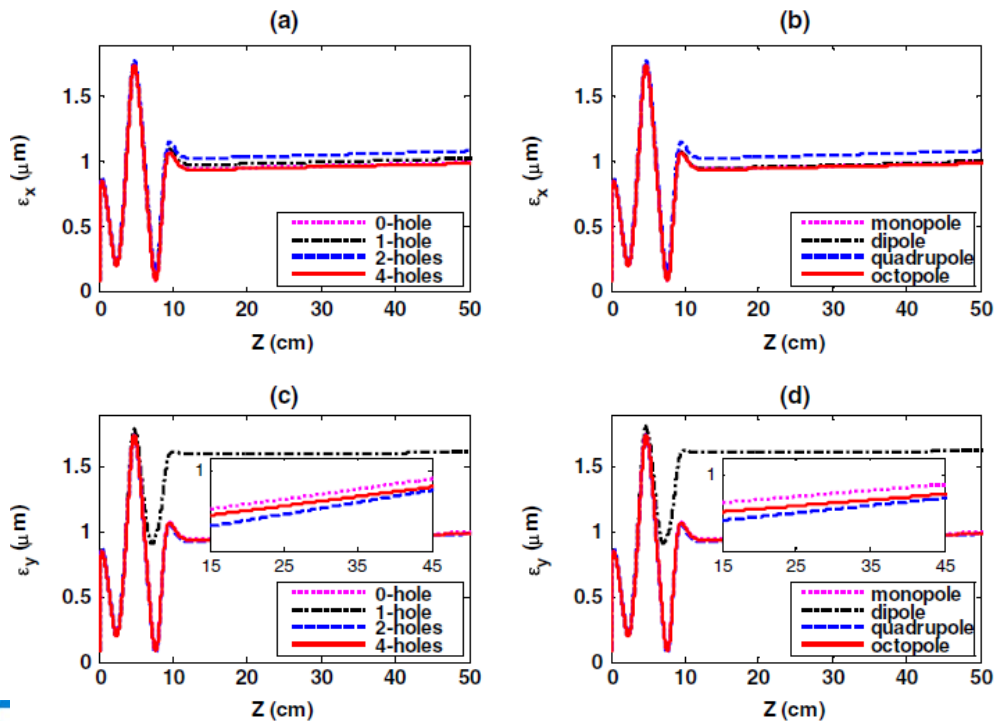 (a)
εx (μm)
1.5
1
0.5
0
0-hole
1-hole
2-holes
4-holes
0 10 20 30 40 50
Z (cm)
(b)
εx (μm)
1.5
1
0.5
0
monopole
dipole
quadrupole
octopole
0 10 20 30 40 50
Z (cm)
(c)
εy (μm)
1.5
1
0.5
0
1
15 25 35 45
0-hole
1-hole
2-holes
4-holes
0 10 20 30 40 50
Z (cm)
(d)
εy (μm)
1.5
1
0.5
0
1
15 25 35 45
monopole
dipole
quadrupole
octopole
0 10 20 30 40 50
Z (cm)